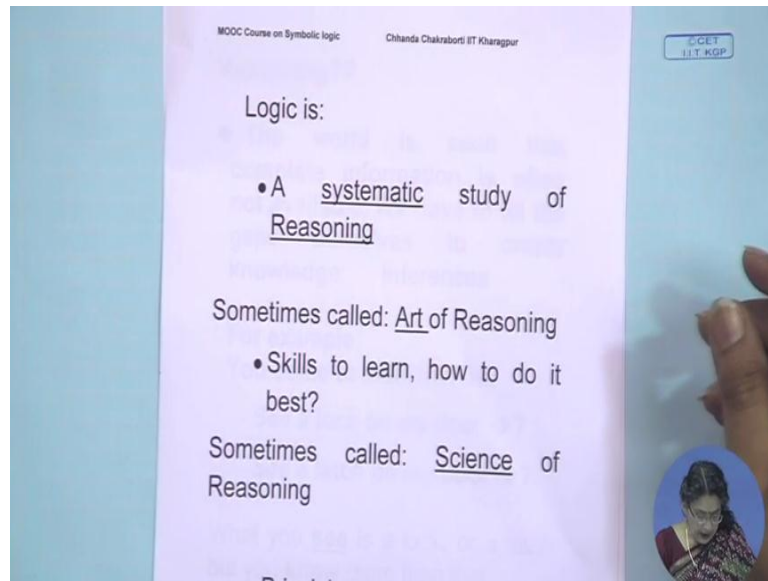 MOOC Course on Symbolic logic Chhanda Chakraborti IIT Kharagpur
©CET
I.I.T. KGP
Logic is:
• A systematic study of
Reasoning
Sometimes called: Art of Reasoning
• Skills to learn, how to do it
best?
Sometimes called: Science of
Reasoning